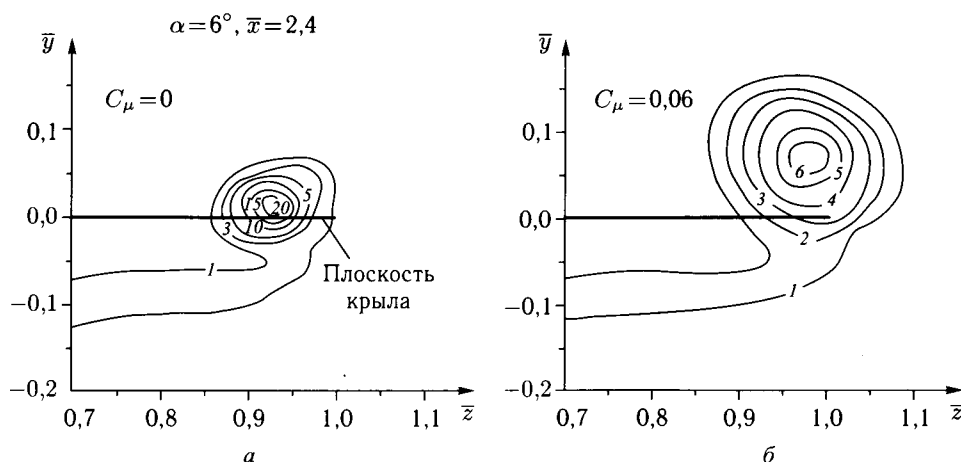 α=6°, x̅=2,4
y̅
C_μ=0
0,1
0,0
−0,1
−0,2
15
20
5
3
10
1
Плоскость
крыла
0,7
0,8
0,9
1,0
1,1
z̅
а
y̅
C_μ=0,06
0,1
0,0
−0,1
−0,2
6
5
4
3
2
1
0,7
0,8
0,9
1,0
1,1
z̅
б